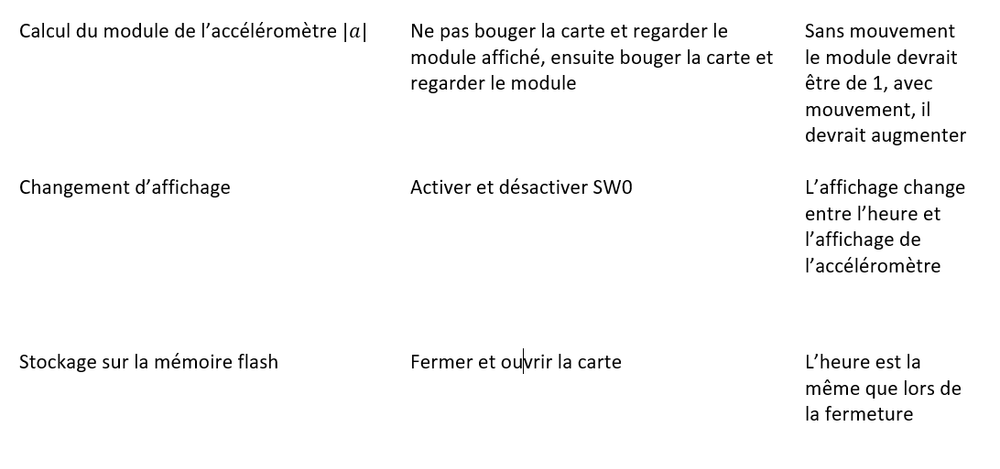 Calcul du module de l’accéléromètre |a|
Ne pas bouger la carte et regarder le
module affiché, ensuite bouger la carte et
regarder le module
Sans mouvement
le module devrait
être de 1, avec
mouvement, il
devrait augmenter
Changement d’affichage
Activer et désactiver SW0
L’affichage change
entre l’heure et
l’affichage de
l’accéléromètre
Stockage sur la mémoire flash
Fermer et ouvrir la carte
L’heure est la
même que lors de
la fermeture